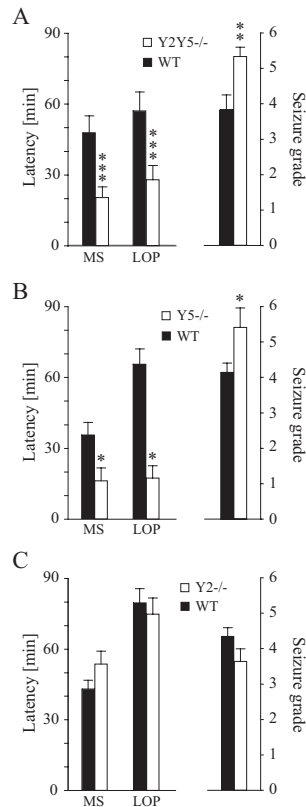 A
Y2Y5-/-
WT
Latency [min]
90
60
30
0
***
***
**
MS
LOP
6
5
4
3
2
1
0
Seizure grade
B
Y5-/-
WT
Latency [min]
90
60
30
0
*
*
*
MS
LOP
6
5
4
3
2
1
0
Seizure grade
C
Y2-/-
WT
Latency [min]
90
60
30
0
MS
LOP
6
5
4
3
2
1
0
Seizure grade